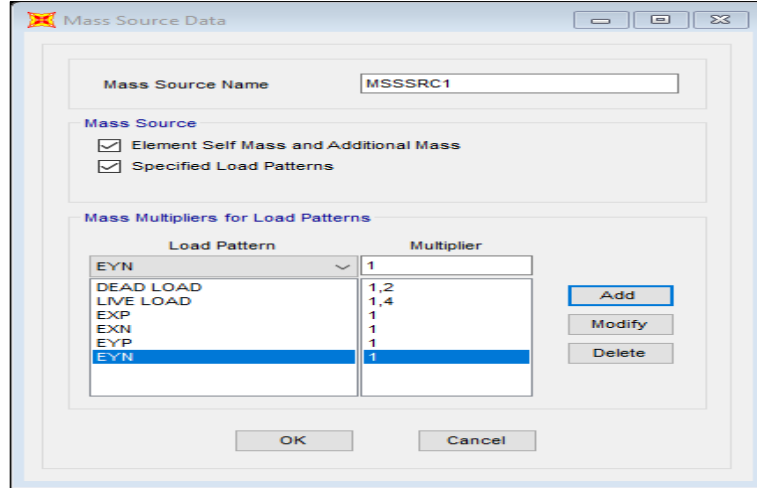 Mass Source Data
Mass Source Name MSSSRC1
Mass Source
Element Self Mass and Additional Mass
Specified Load Patterns
Mass Multipliers for Load Patterns
Load Pattern Multiplier
EYN 1
DEAD LOAD 1,2
LIVE LOAD 1,4
EXP 1
EXN 1
EYP 1
EYN 1
Add
Modify
Delete
OK Cancel